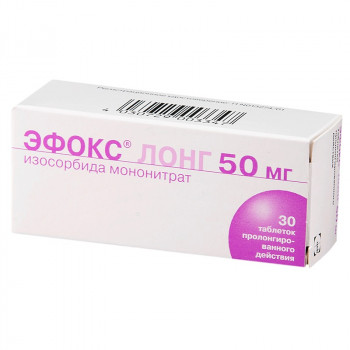 ЭФОКС® ЛОНГ 50 мг
изосорбида мононитрат
30
таблеток
пролонгиро-
ванного
действия